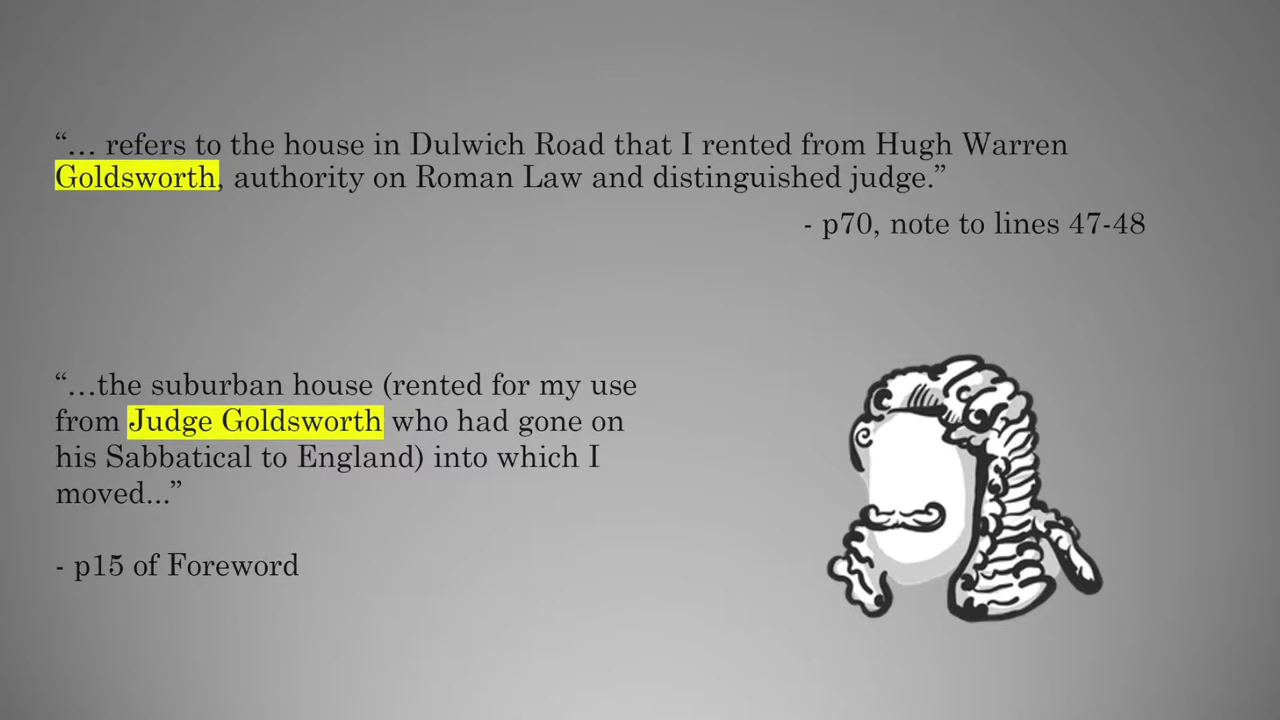 “… refers to the house in Dulwich Road that I rented from Hugh Warren
Goldsworth, authority on Roman Law and distinguished judge.”
- p70, note to lines 47-48
“…the suburban house (rented for my use
from Judge Goldsworth who had gone on
his Sabbatical to England) into which I
moved...”
- p15 of Foreword